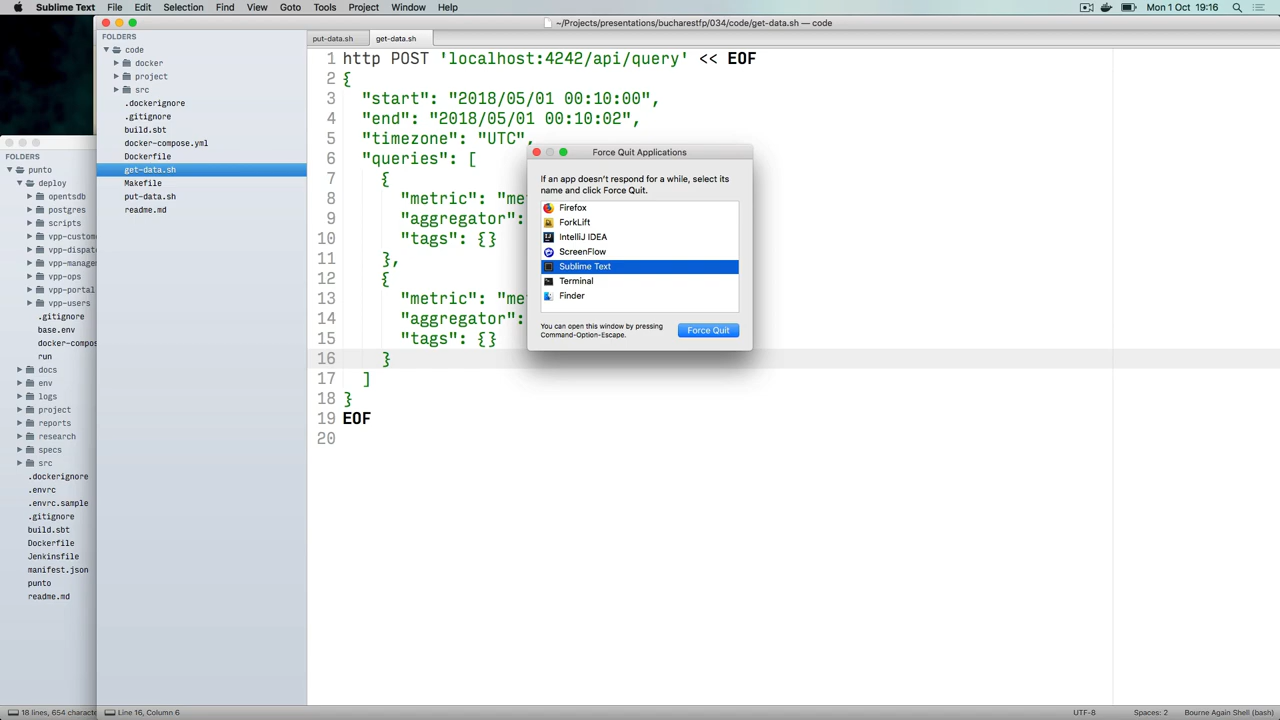 Sublime Text File Edit Selection Find View Goto Tools Project Window Help Mon 1 Oct 19:16
~/Projects/presentations/bucharestfp/034/code/get-data.sh — code
FOLDERS
code
docker
project
src
.dockerignore
.gitignore
build.sbt
docker-compose.yml
Dockerfile
get-data.sh
Makefile
put-data.sh
readme.md
FOLDERS
punto
deploy
opentsdb
postgres
scripts
vpp-custome
vpp-dispatc
vpp-manage
vpp-ops
vpp-portal
vpp-users
.gitignore
base.env
docker-compos
run
docs
env
logs
project
reports
research
specs
src
.dockerignore
.envrc
.envrc.sample
.gitignore
build.sbt
Dockerfile
Jenkinsfile
manifest.json
punto
readme.md
put-data.sh get-data.sh
1 http POST 'localhost:4242/api/query' << EOF
2 {
3 "start": "2018/05/01 00:10:00",
4 "end": "2018/05/01 00:10:02",
5 "timezone": "UTC",
6 "queries": [
7 {
8 "metric": "me
9 "aggregator":
10 "tags": {}
11 },
12 {
13 "metric": "me
14 "aggregator":
15 "tags": {}
16 }
17 ]
18 }
19 EOF
20
Force Quit Applications
If an app doesn't respond for a while, select its
name and click Force Quit.
Firefox
ForkLift
IntelliJ IDEA
ScreenFlow
Sublime Text
Terminal
Finder
You can open this window by pressing
Command-Option-Escape.
Force Quit
18 lines, 654 characte
Line 16, Column 6
UTF-8 Spaces: 2 Bourne Again Shell (bash)